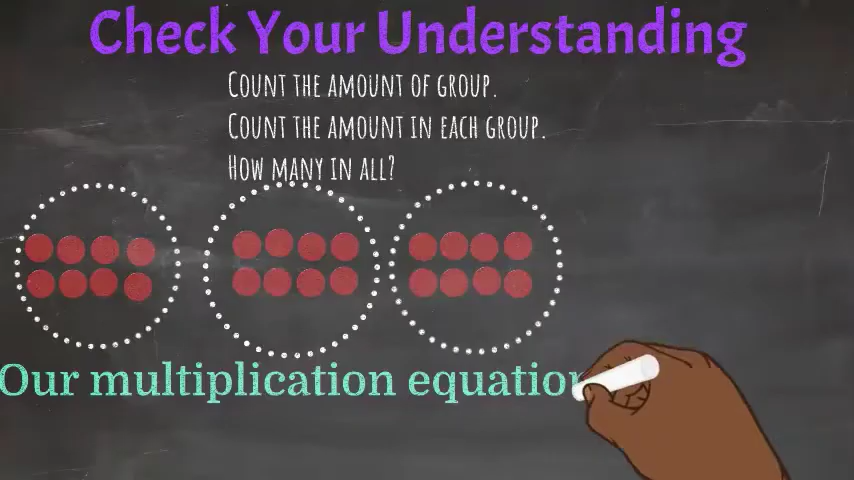 Check Your Understanding
Count the amount of group.
Count the amount in each group.
How many in all?
Our multiplication equation